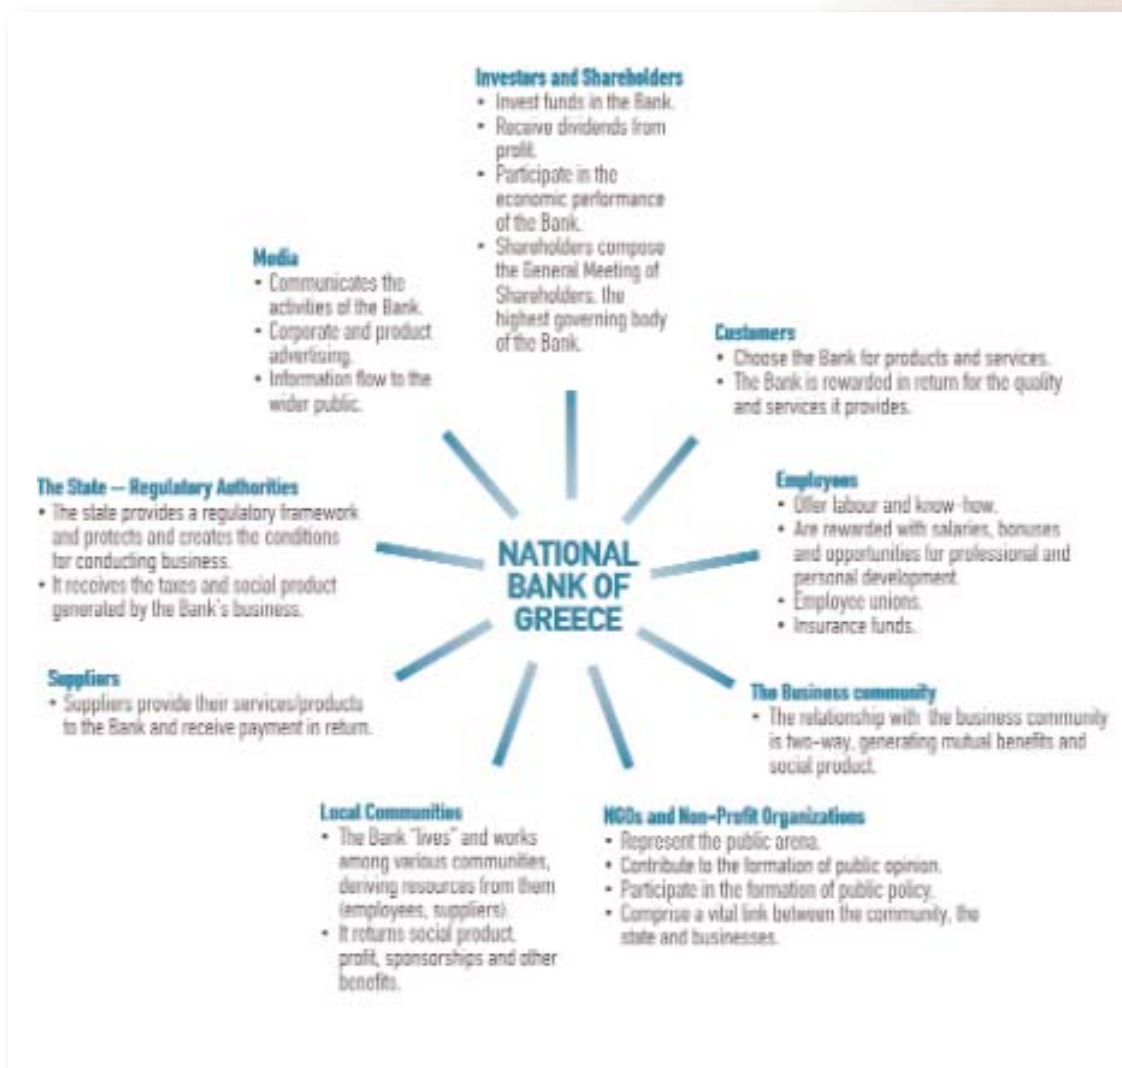 Investors and Shareholders
• Invest funds in the Bank.
• Receive dividends from
profit.
• Participate in the
economic performance
of the Bank.
• Shareholders compose
the General Meeting of
Shareholders, the
highest governing body
of the Bank.
Media
• Communicates the
activities of the Bank.
• Corporate and product
advertising.
• Information flow to the
wider public.
Customers
• Choose the Bank for products and services.
• The Bank is rewarded in return for the quality
and services it provides.
The State – Regulatory Authorities
• The state provides a regulatory framework
and protects and creates the conditions
for conducting business.
• It receives the taxes and social product
generated by the Bank's business.
Employees
• Offer labour and know-how.
• Are rewarded with salaries, bonuses
and opportunities for professional and
personal development.
• Employee unions.
• Insurance funds.
NATIONAL
BANK OF
GREECE
Suppliers
• Suppliers provide their services/products
to the Bank and receive payment in return.
The Business community
• The relationship with the business community
is two-way, generating mutual benefits and
social product.
Local Communities
• The Bank "lives" and works
among various communities,
deriving resources from them
(employees, suppliers).
• It returns social product,
profit, sponsorships and other
benefits.
NGOs and Non-Profit Organizations
• Represent the public arena.
• Contribute to the formation of public opinion.
• Participate in the formation of public policy.
• Comprise a vital link between the community, the
state and businesses.